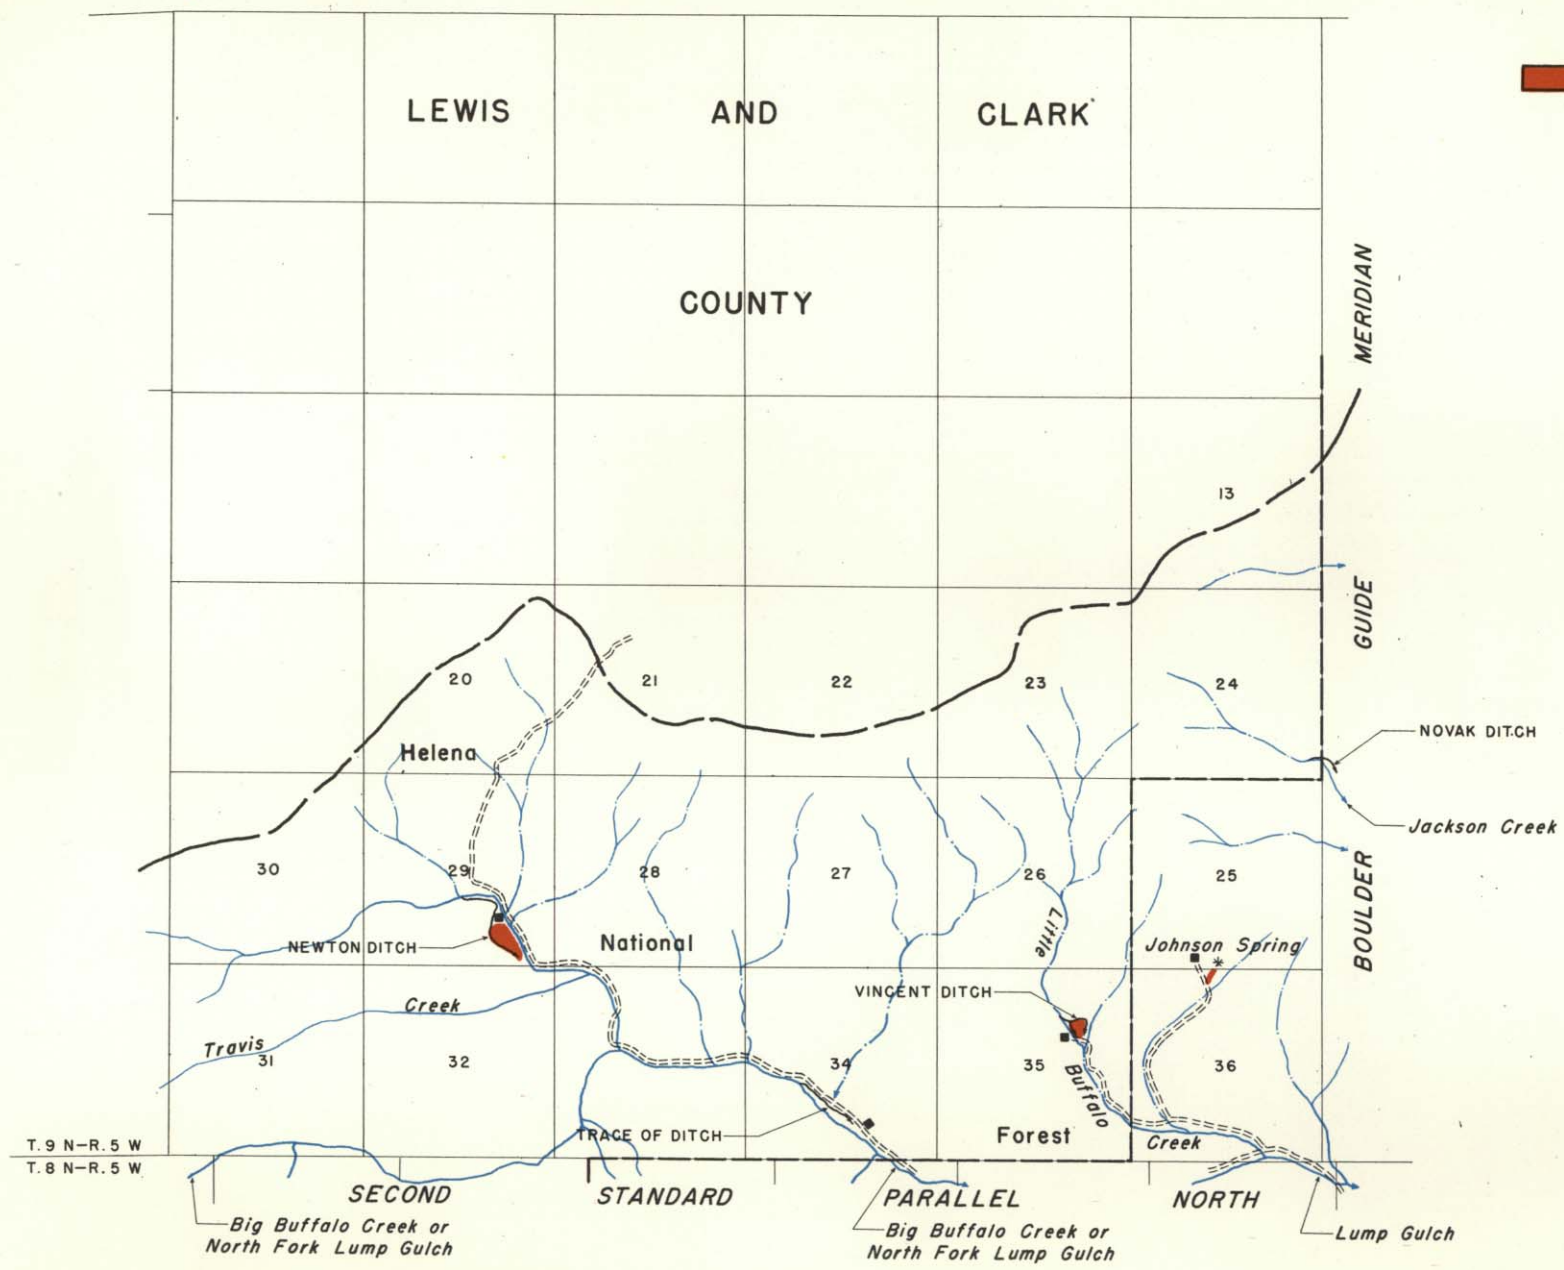 LEWIS AND CLARK
COUNTY
MERIDIAN
13
GUIDE
20 21 22 23 24
NOVAK DITCH
Helena
Jackson Creek
30 29 28 27 26 25
BOULDER
Little
NEWTON DITCH
National
Johnson Spring
Creek
VINCENT DITCH
Travis
31 32 34 35 36
Buffalo
TRACE OF DITCH
Forest
Creek
T.9 N–R.5 W
T.8 N–R.5 W
SECOND STANDARD PARALLEL NORTH
Big Buffalo Creek or
North Fork Lump Gulch
Big Buffalo Creek or
North Fork Lump Gulch
Lump Gulch